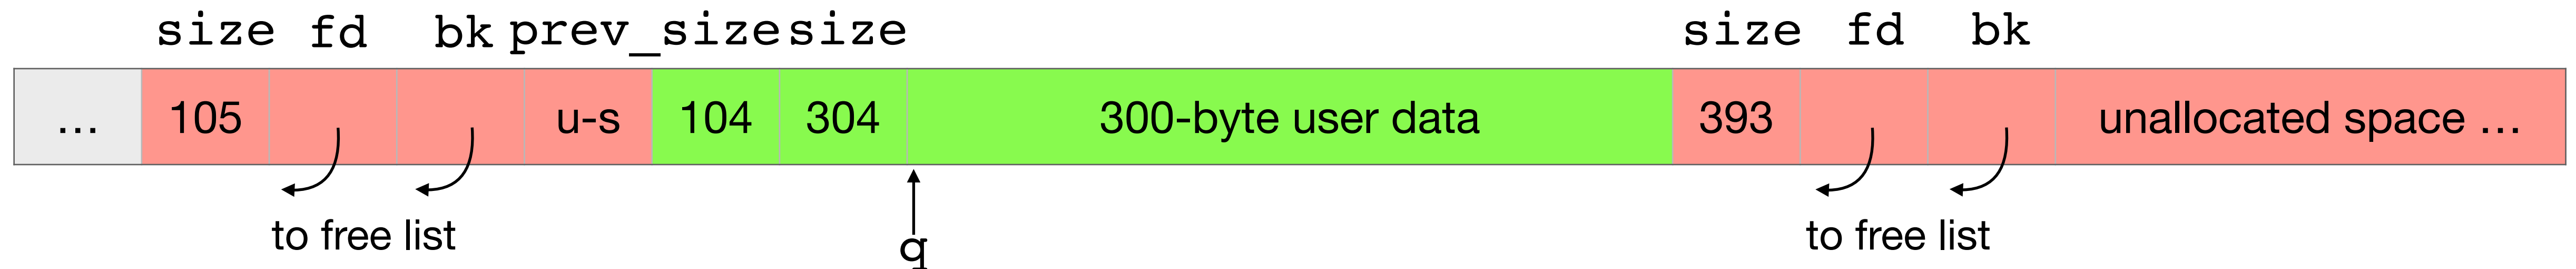 size fd bk prev_size size size fd bk
… 105 u-s 104 304 300-byte user data 393 unallocated space …
to free list q to free list